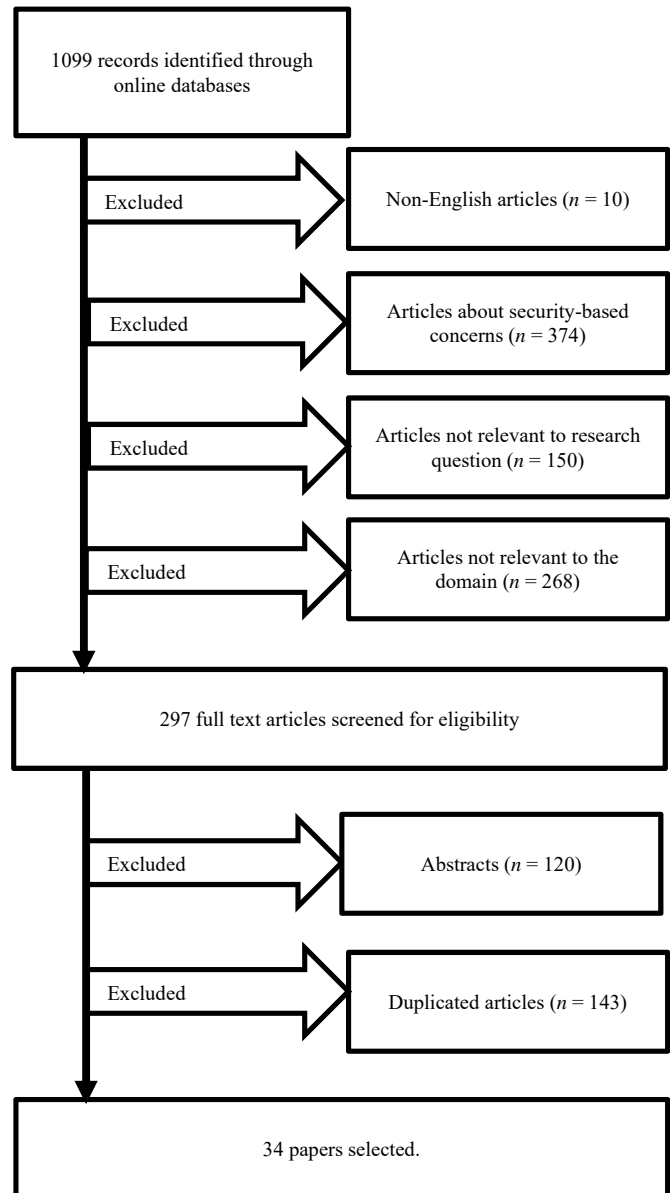 1099 records identified through
online databases
Excluded
Non-English articles (n = 10)
Excluded
Articles about security-based
concerns (n = 374)
Excluded
Articles not relevant to research
question (n = 150)
Excluded
Articles not relevant to the
domain (n = 268)
297 full text articles screened for eligibility
Excluded
Abstracts (n = 120)
Excluded
Duplicated articles (n = 143)
34 papers selected.